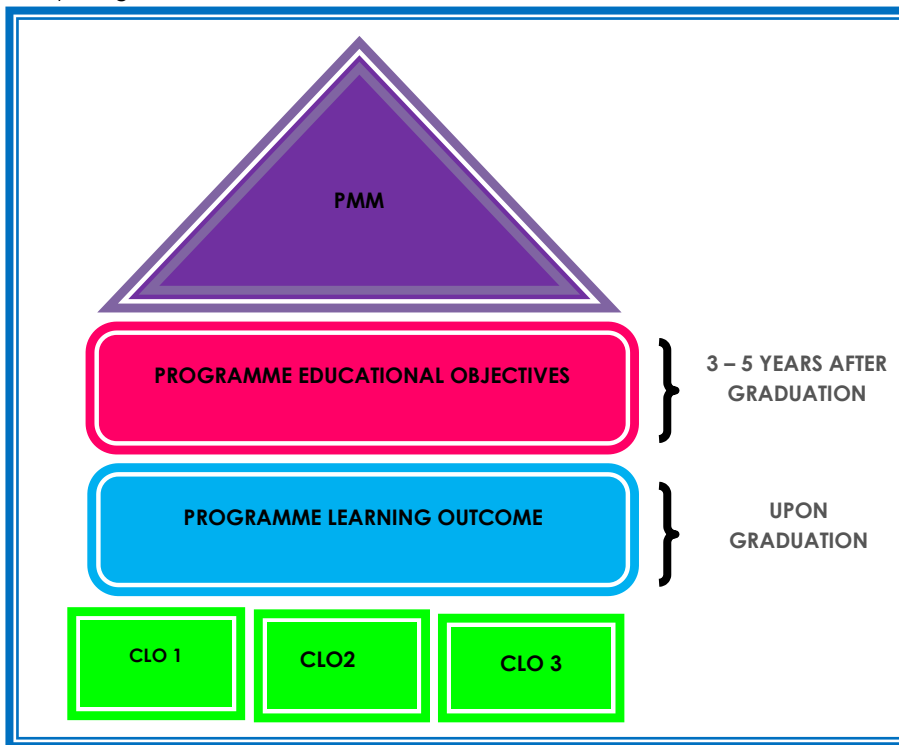 PMM
PROGRAMME EDUCATIONAL OBJECTIVES
3 – 5 YEARS AFTER
GRADUATION
PROGRAMME LEARNING OUTCOME
UPON
GRADUATION
CLO 1
CLO2
CLO 3